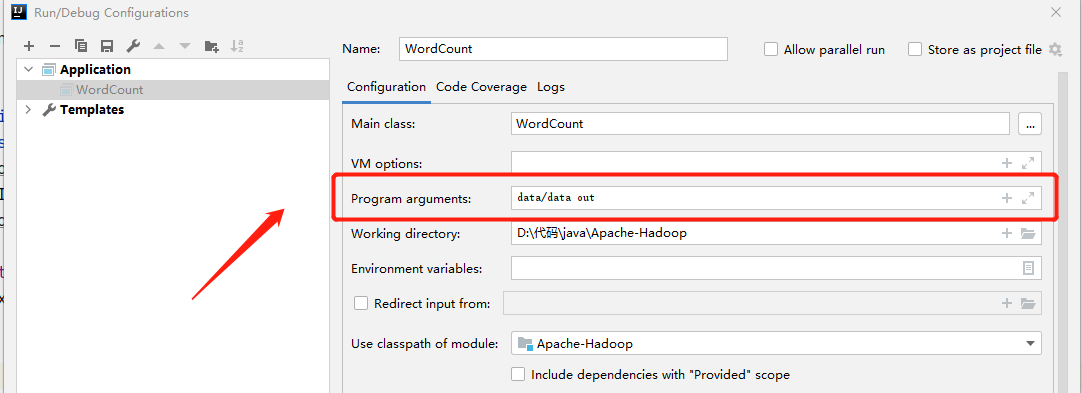 Run/Debug Configurations
Name: WordCount
Allow parallel run
Store as project file
Application
WordCount
Templates
Configuration Code Coverage Logs
Main class: WordCount ...
VM options:
Program arguments: data/data out
Working directory: D:\代码\java\Apache-Hadoop
Environment variables:
Redirect input from:
Use classpath of module: Apache-Hadoop
Include dependencies with "Provided" scope